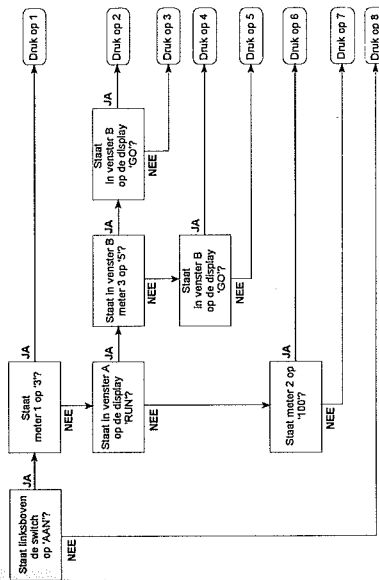 Staat linksboven
de switch
op 'AAN'?
JA
NEE
Staat
meter 1 op '3'?
JA
NEE
Druk op 1
Staat in venster A
op de display
'RUN'?
JA
NEE
Staat in venster B
meter 3 op '5'?
JA
NEE
Staat
in venster B
op de display
'GO'?
JA
NEE
Druk op 2
Druk op 3
Staat
in venster B
op de display
'GO'?
JA
NEE
Druk op 4
Druk op 5
Staat meter 2 op
'100'?
JA
NEE
Druk op 6
Druk op 7
Druk op 8